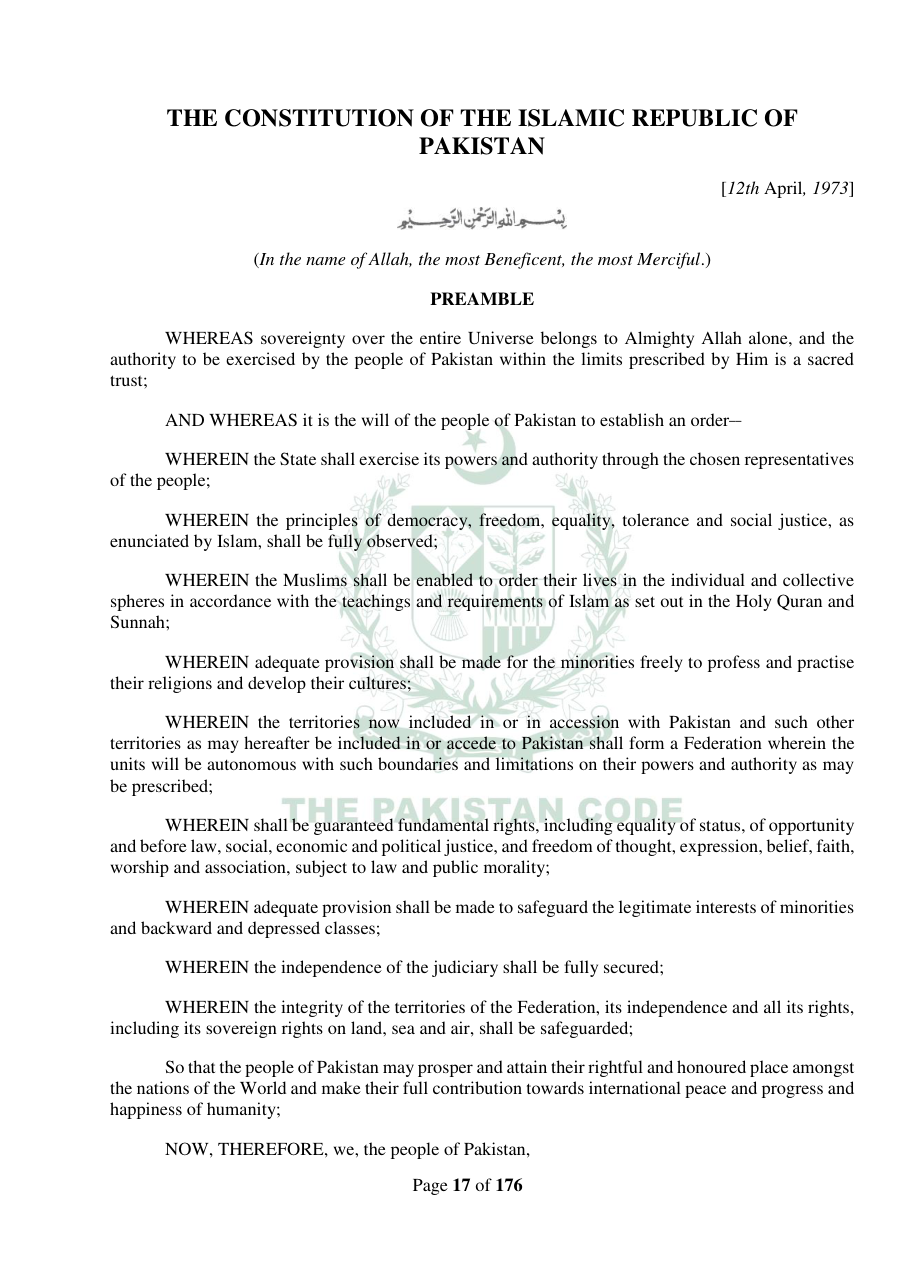 THE CONSTITUTION OF THE ISLAMIC REPUBLIC OF
PAKISTAN
[12th April, 1973]
بِسْمِ اللهِ الرَّحْمٰنِ الرَّحِيْمِ
(In the name of Allah, the most Beneficent, the most Merciful.)
PREAMBLE
WHEREAS sovereignty over the entire Universe belongs to Almighty Allah alone, and the
authority to be exercised by the people of Pakistan within the limits prescribed by Him is a sacred
trust;
AND WHEREAS it is the will of the people of Pakistan to establish an order—
WHEREIN the State shall exercise its powers and authority through the chosen representatives
of the people;
WHEREIN the principles of democracy, freedom, equality, tolerance and social justice, as
enunciated by Islam, shall be fully observed;
WHEREIN the Muslims shall be enabled to order their lives in the individual and collective
spheres in accordance with the teachings and requirements of Islam as set out in the Holy Quran and
Sunnah;
WHEREIN adequate provision shall be made for the minorities freely to profess and practise
their religions and develop their cultures;
WHEREIN the territories now included in or in accession with Pakistan and such other
territories as may hereafter be included in or accede to Pakistan shall form a Federation wherein the
units will be autonomous with such boundaries and limitations on their powers and authority as may
be prescribed;
THE PAKISTAN CODE
WHEREIN shall be guaranteed fundamental rights, including equality of status, of opportunity
and before law, social, economic and political justice, and freedom of thought, expression, belief, faith,
worship and association, subject to law and public morality;
WHEREIN adequate provision shall be made to safeguard the legitimate interests of minorities
and backward and depressed classes;
WHEREIN the independence of the judiciary shall be fully secured;
WHEREIN the integrity of the territories of the Federation, its independence and all its rights,
including its sovereign rights on land, sea and air, shall be safeguarded;
So that the people of Pakistan may prosper and attain their rightful and honoured place amongst
the nations of the World and make their full contribution towards international peace and progress and
happiness of humanity;
NOW, THEREFORE, we, the people of Pakistan,
Page 17 of 176